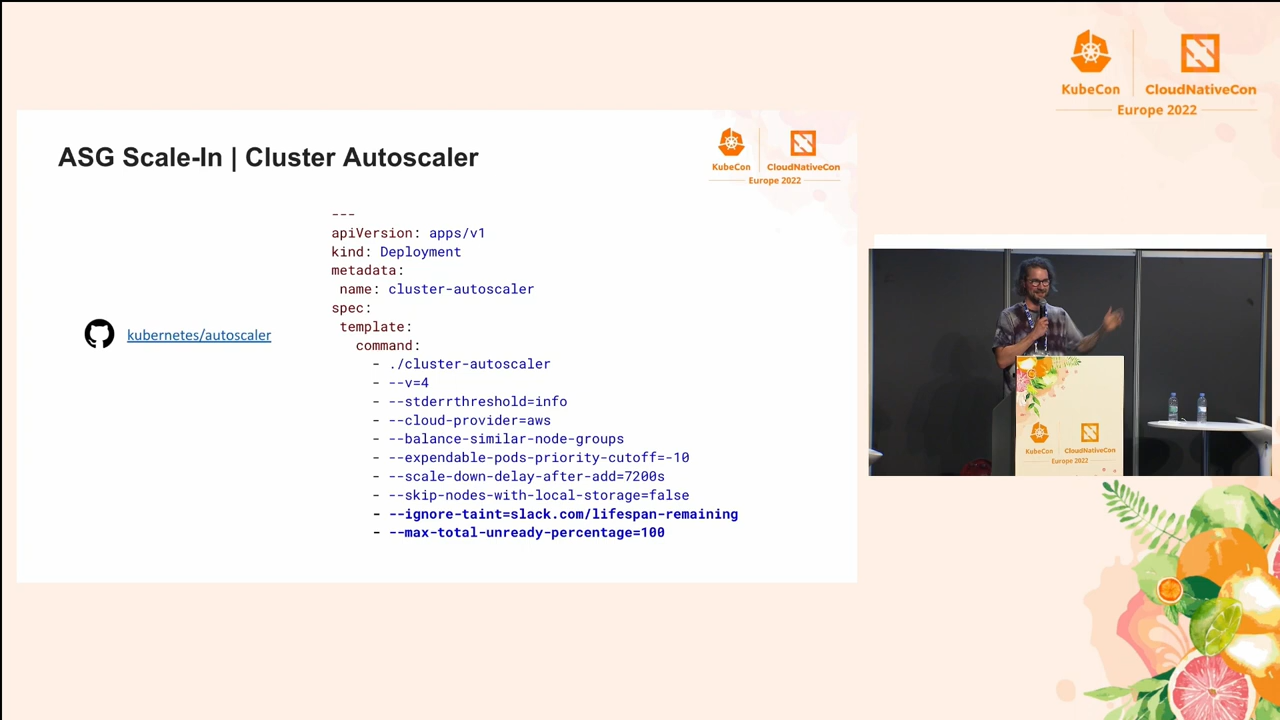 KubeCon
CloudNativeCon
Europe 2022
ASG Scale-In | Cluster Autoscaler
KubeCon
CloudNativeCon
Europe 2022
---
apiVersion: apps/v1
kind: Deployment
metadata:
name: cluster-autoscaler
spec:
template:
command:
- ./cluster-autoscaler
- --v=4
- --stderrthreshold=info
- --cloud-provider=aws
- --balance-similar-node-groups
- --expendable-pods-priority-cutoff=-10
- --scale-down-delay-after-add=7200s
- --skip-nodes-with-local-storage=false
- --ignore-taint=slack.com/lifespan-remaining
- --max-total-unready-percentage=100
kubernetes/autoscaler
KubeCon
CloudNativeCon
Europe 2022